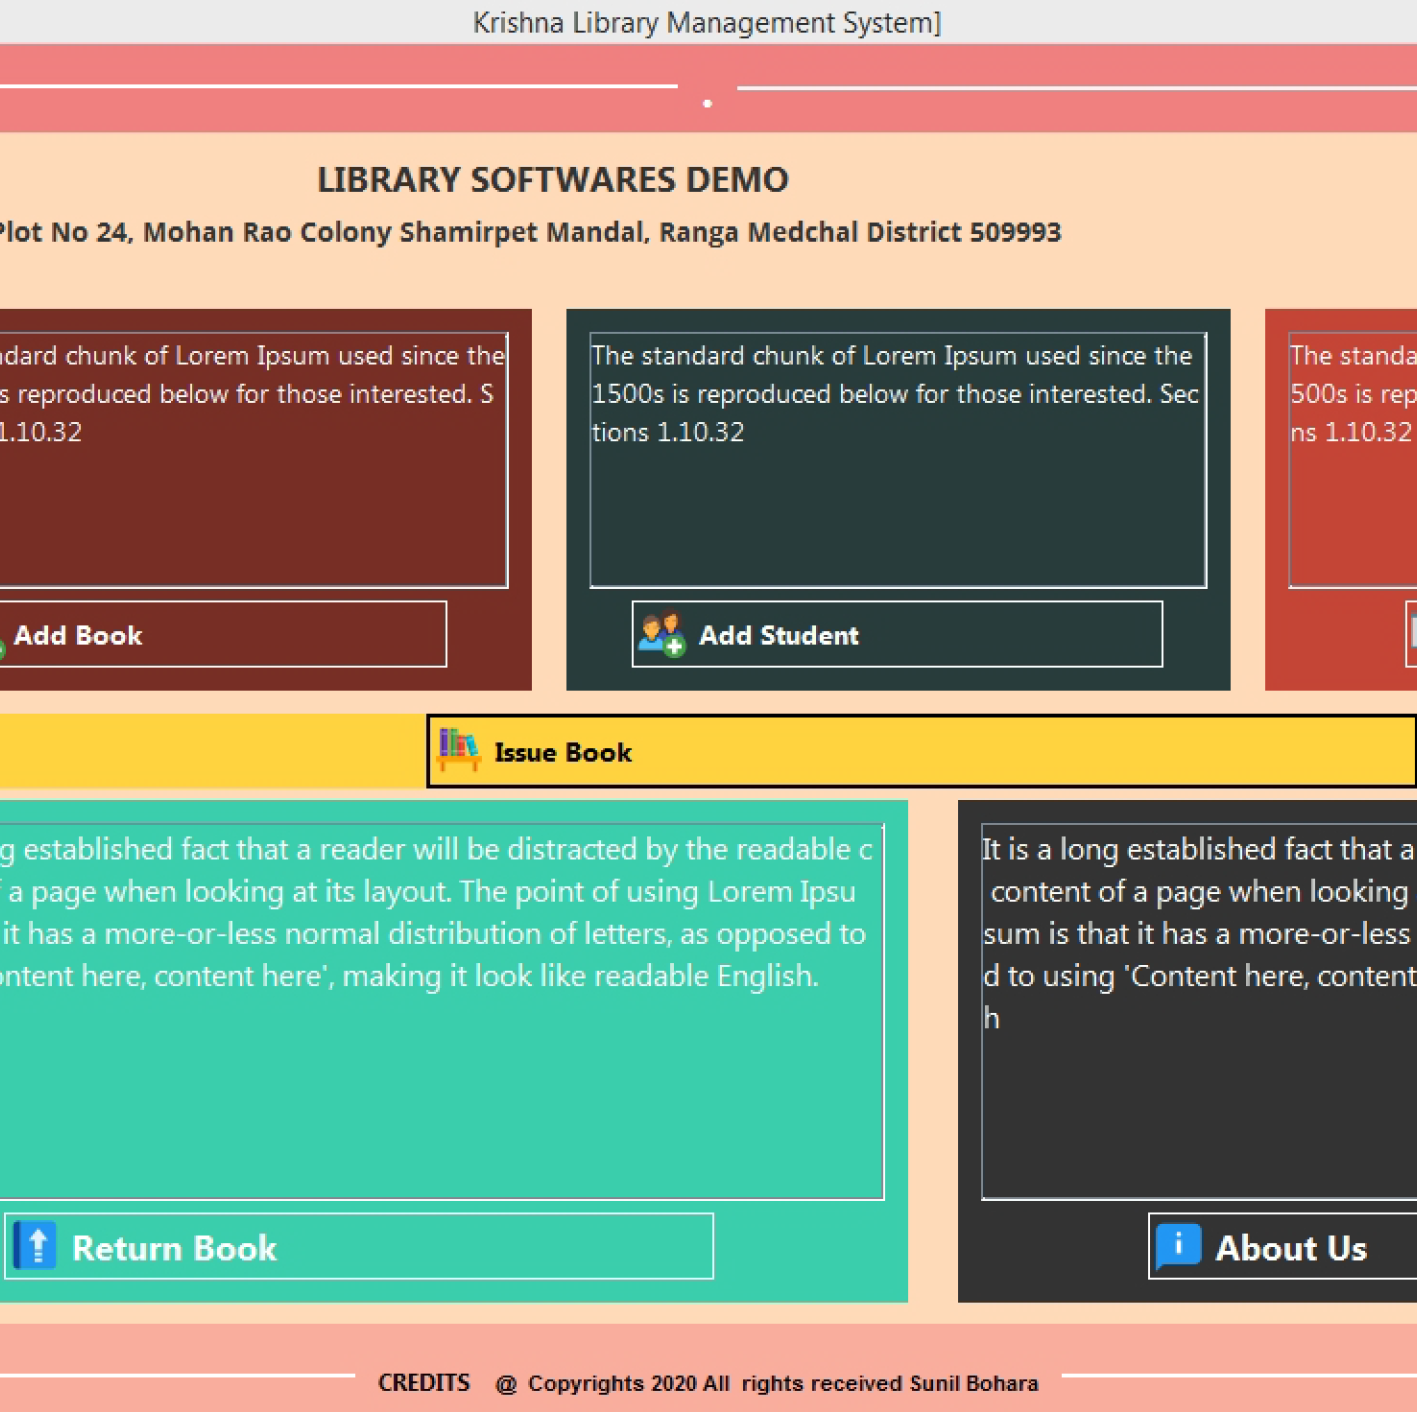 Krishna Library Management System]
LIBRARY SOFTWARES DEMO
Plot No 24, Mohan Rao Colony Shamirpet Mandal, Ranga Medchal District 509993
ndard chunk of Lorem Ipsum used since the
s reproduced below for those interested. S
1.10.32
Add Book
The standard chunk of Lorem Ipsum used since the
1500s is reproduced below for those interested. Sec
tions 1.10.32
Add Student
The standa
500s is rep
ns 1.10.32
Issue Book
g established fact that a reader will be distracted by the readable c
f a page when looking at its layout. The point of using Lorem Ipsu
it has a more-or-less normal distribution of letters, as opposed to
ontent here, content here', making it look like readable English.
Return Book
It is a long established fact that a
content of a page when looking
sum is that it has a more-or-less
d to using 'Content here, content
h
About Us
CREDITS @ Copyrights 2020 All rights received Sunil Bohara